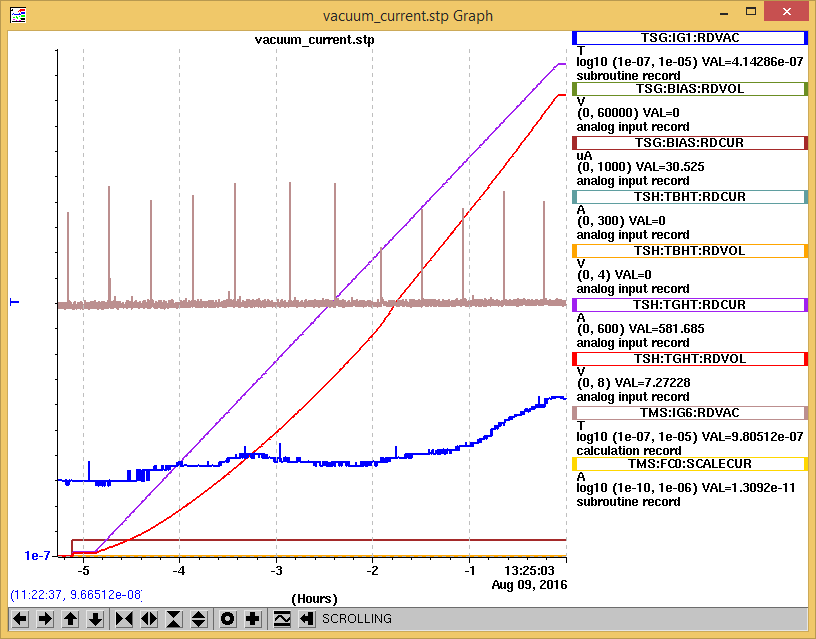 vacuum_current.stp Graph
vacuum_current.stp
T
1e-7
-5
-4
-3
-2
-1
13:25:03
Aug 09, 2016
(Hours)
(11:22:37, 9.66512e-08)
TSG:IG1:RDVAC
T
log10 (1e-07, 1e-05) VAL=4.14286e-07
subroutine record
TSG:BIAS:RDVOL
V
(0, 60000) VAL=0
analog input record
TSG:BIAS:RDCUR
uA
(0, 1000) VAL=30.525
analog input record
TSH:TBHT:RDCUR
A
(0, 300) VAL=0
analog input record
TSH:TBHT:RDVOL
V
(0, 4) VAL=0
analog input record
TSH:TGHT:RDCUR
A
(0, 600) VAL=581.685
analog input record
TSH:TGHT:RDVOL
V
(0, 8) VAL=7.27228
analog input record
TMS:IG6:RDVAC
T
log10 (1e-07, 1e-05) VAL=9.80512e-07
calculation record
TMS:FC0:SCALECUR
A
log10 (1e-10, 1e-06) VAL=1.3092e-11
subroutine record
SCROLLING